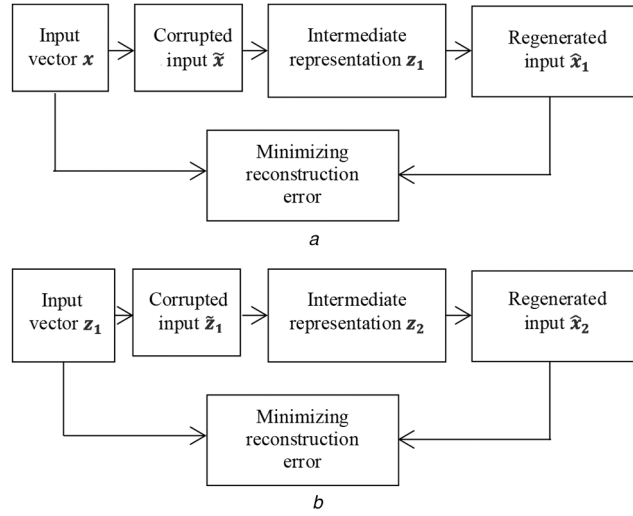 Input
vector x
Corrupted
input x̃
Intermediate
representation z₁
Regenerated
input x̂₁
Minimizing
reconstruction
error
a
Input
vector z₁
Corrupted
input z̃₁
Intermediate
representation z₂
Regenerated
input x̂₂
Minimizing
reconstruction
error
b